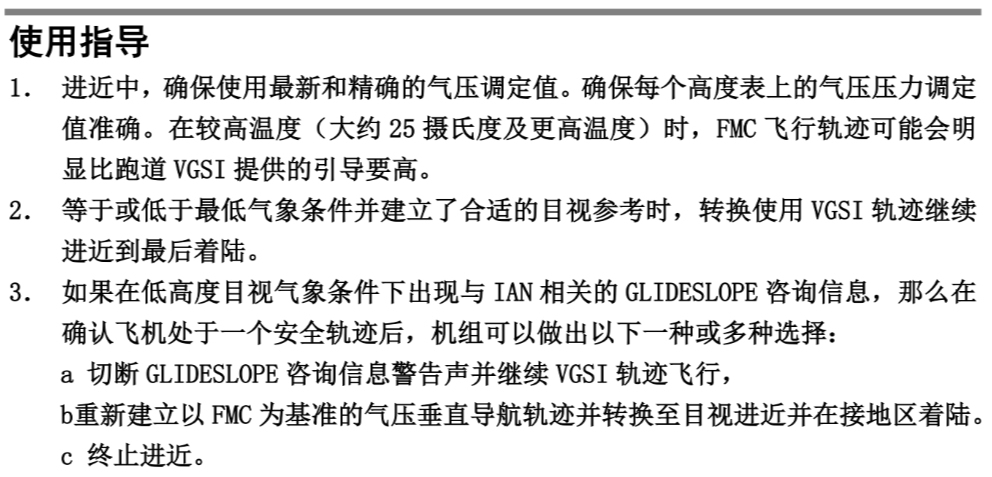 使用指导
1. 进近中，确保使用最新和精确的气压调定值。确保每个高度表上的气压压力调定
值准确。在较高温度（大约 25 摄氏度及更高温度）时，FMC 飞行轨迹可能会明
显比跑道 VGSI 提供的引导要高。
2. 等于或低于最低气象条件并建立了合适的目视参考时，转换使用 VGSI 轨迹继续
进近到最后着陆。
3. 如果在低高度目视气象条件下出现与 IAN 相关的 GLIDESLOPE 咨询信息，那么在
确认飞机处于一个安全轨迹后，机组可以做出以下一种或多种选择：
a 切断 GLIDESLOPE 咨询信息警告声并继续 VGSI 轨迹飞行，
b重新建立以 FMC 为基准的气压垂直导航轨迹并转换至目视进近并在接地区着陆。
c 终止进近。